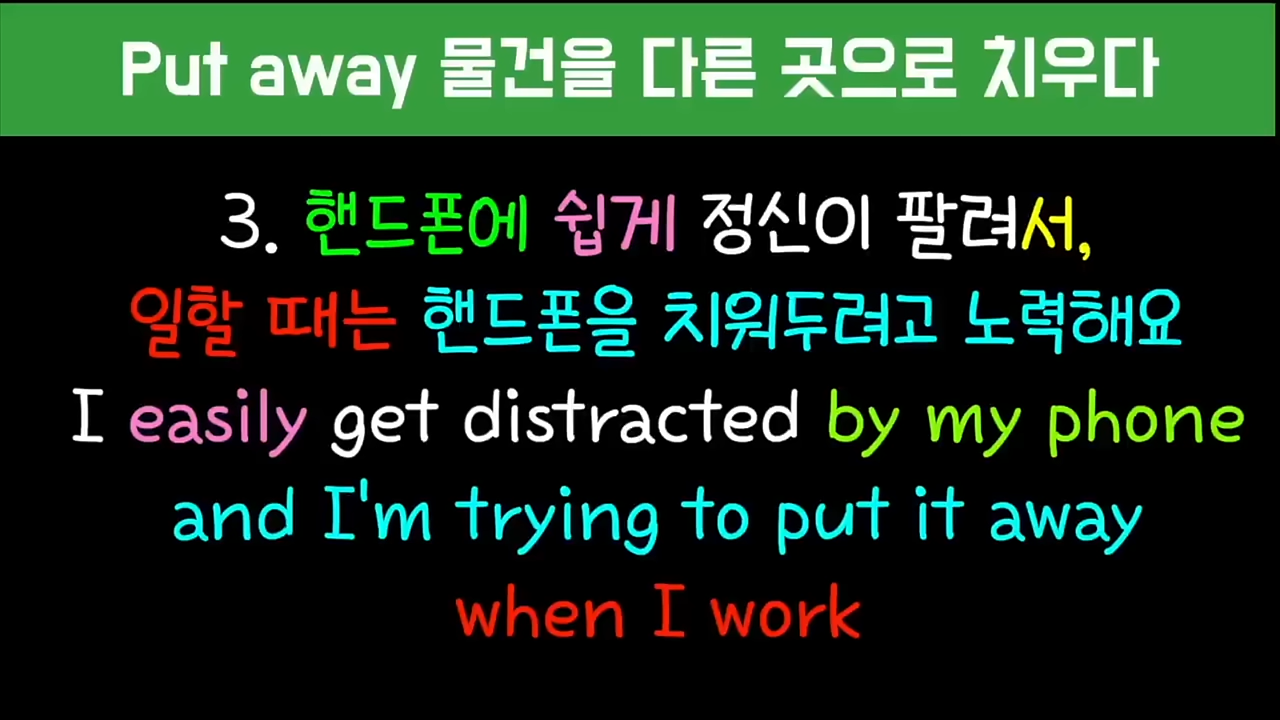 Put away 물건을 다른 곳으로 치우다
3. 핸드폰에 쉽게 정신이 팔려서,
일할 때는 핸드폰을 치워두려고 노력해요
I easily get distracted by my phone
and I'm trying to put it away
when I work